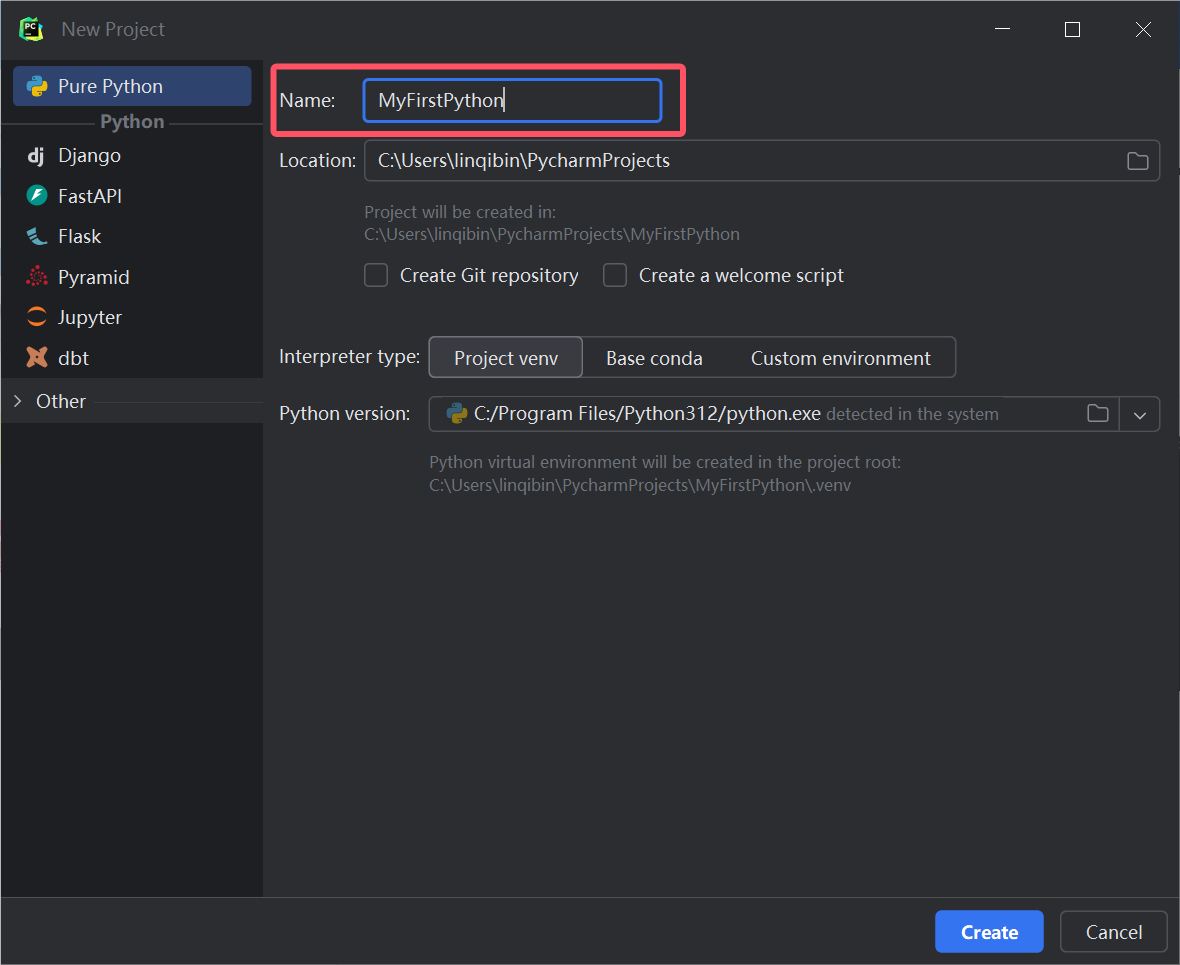 New Project
Pure Python
Python
Django
FastAPI
Flask
Pyramid
Jupyter
dbt
Other
Name: MyFirstPython
Location: C:\Users\linqibin\PycharmProjects
Project will be created in:
C:\Users\linqibin\PycharmProjects\MyFirstPython
Create Git repository Create a welcome script
Interpreter type: Project venv Base conda Custom environment
Python version: C:/Program Files/Python312/python.exe detected in the system
Python virtual environment will be created in the project root:
C:\Users\linqibin\PycharmProjects\MyFirstPython\.venv
Create Cancel